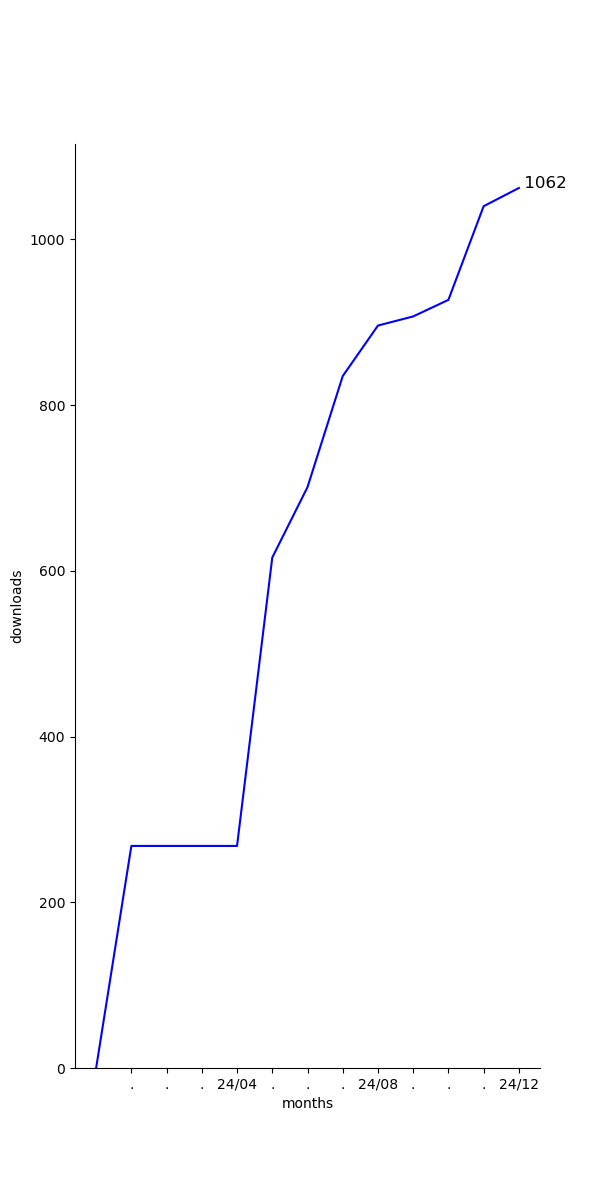 1062
1000
800
600
400
200
0
downloads
. . . 24/04 . . . 24/08 . . . 24/12
months